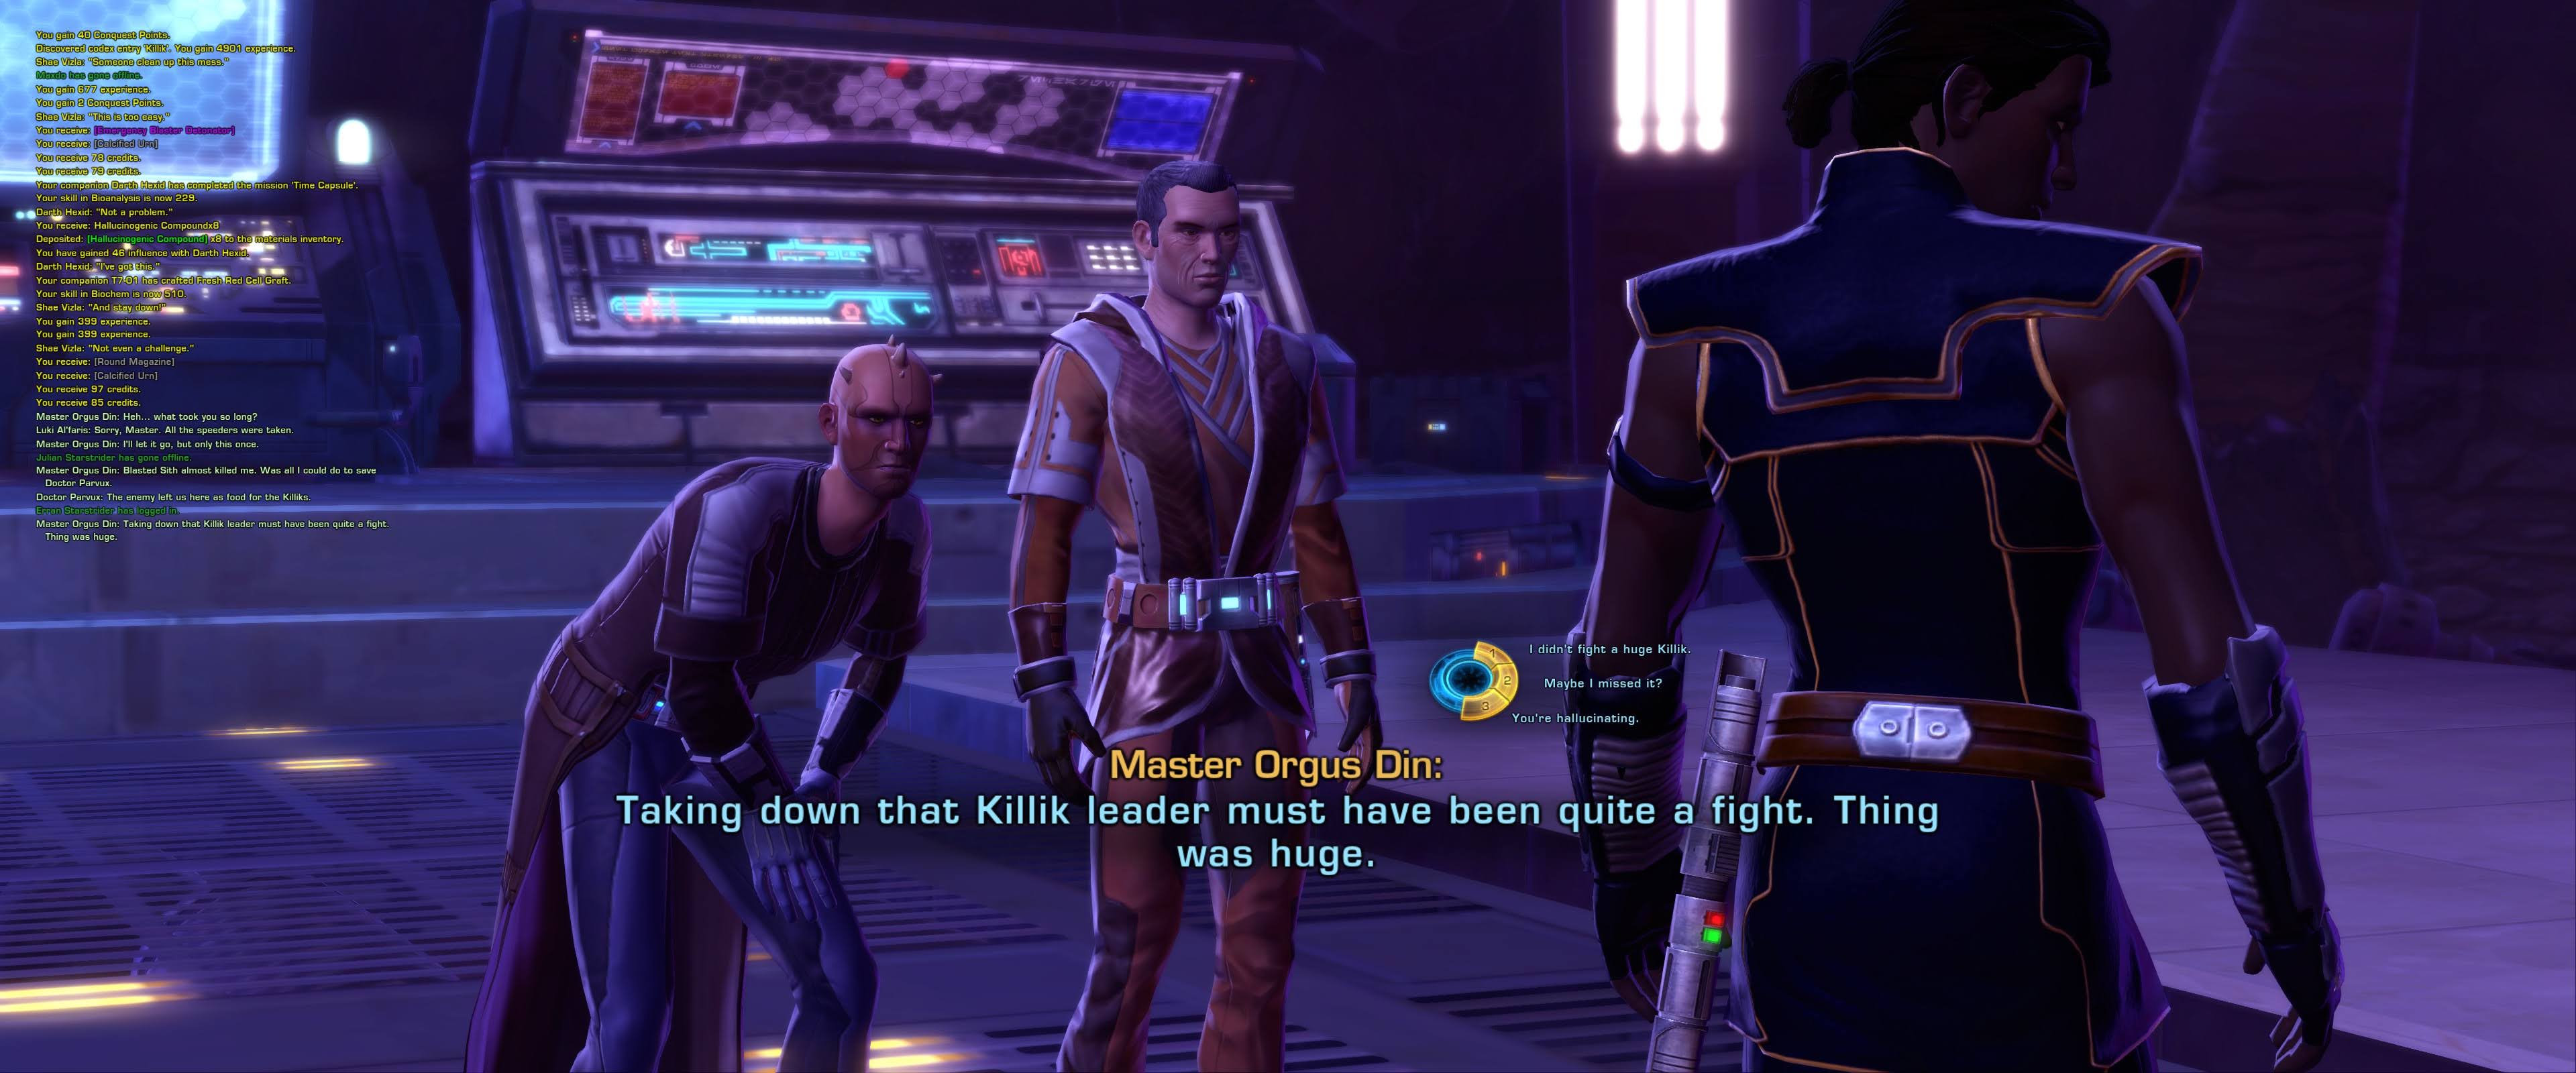 You gain 40 Conquest Points.
Discovered codex entry 'Killik'. You gain 4901 experience.
Shae Vizla: "Someone clean up this mess."
Maxdo has gone offline.
You gain 677 experience.
You gain 2 Conquest Points.
Shae Vizla: "This is too easy."
You receive: [Emergency Blaster Detonator]
You receive: [Calcified Urn]
You receive 78 credits.
You receive 79 credits.
Your companion Darth Hexid has completed the mission 'Time Capsule'.
Your skill in Bioanalysis is now 229.
Darth Hexid: "Not a problem."
You receive: Hallucinogenic Compoundx8
Deposited: [Hallucinogenic Compound] x8 to the materials inventory.
You have gained 46 influence with Darth Hexid.
Darth Hexid: "I've got this."
Your companion T7-01 has crafted Fresh Red Cell Graft.
Your skill in Biochem is now 510.
Shae Vizla: "And stay down!"
You gain 399 experience.
You gain 399 experience.
Shae Vizla: "Not even a challenge."
You receive: [Round Magazine]
You receive: [Calcified Urn]
You receive 97 credits.
You receive 85 credits.
Master Orgus Din: Heh... what took you so long?
Luki Al'faris: Sorry, Master. All the speeders were taken.
Master Orgus Din: I'll let it go, but only this once.
Julian Starstrider has gone offline.
Master Orgus Din: Blasted Sith almost killed me. Was all I could do to save
Doctor Parvux.
Doctor Parvux: The enemy left us here as food for the Killiks.
Erran Starstrider has logged in.
Master Orgus Din: Taking down that Killik leader must have been quite a fight.
Thing was huge.
1 I didn't fight a huge Killik.
2 Maybe I missed it?
3 You're hallucinating.
Master Orgus Din:
Taking down that Killik leader must have been quite a fight. Thing
was huge.